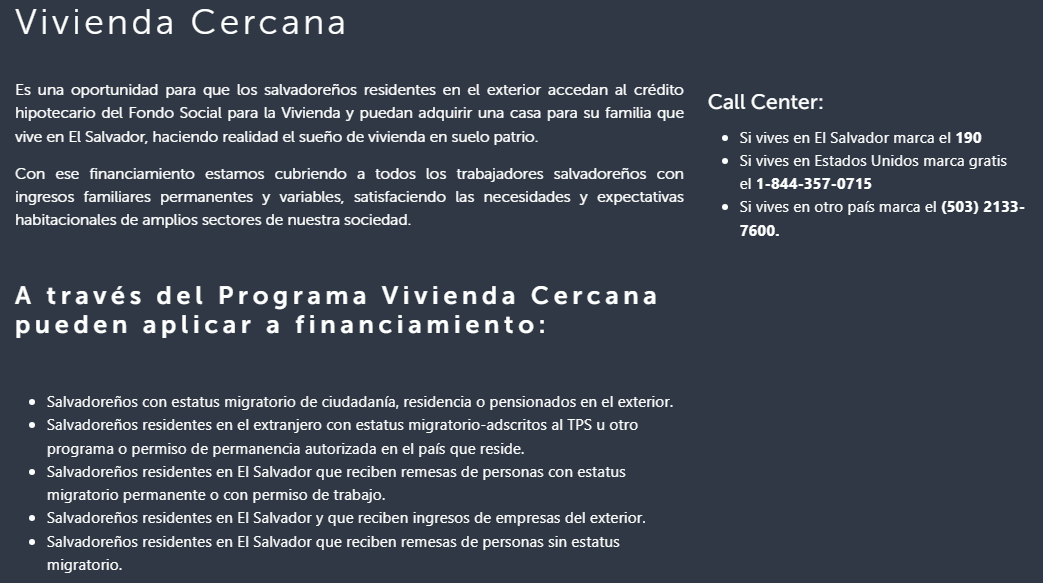 Vivienda Cercana
Es una oportunidad para que los salvadoreños residentes en el exterior accedan al crédito
hipotecario del Fondo Social para la Vivienda y puedan adquirir una casa para su familia que
vive en El Salvador, haciendo realidad el sueño de vivienda en suelo patrio.
Con ese financiamiento estamos cubriendo a todos los trabajadores salvadoreños con
ingresos familiares permanentes y variables, satisfaciendo las necesidades y expectativas
habitacionales de amplios sectores de nuestra sociedad.
Call Center:
• Si vives en El Salvador marca el 190
• Si vives en Estados Unidos marca gratis
el 1-844-357-0715
• Si vives en otro país marca el (503) 2133-
7600.
A través del Programa Vivienda Cercana
pueden aplicar a financiamiento:
• Salvadoreños con estatus migratorio de ciudadanía, residencia o pensionados en el exterior.
• Salvadoreños residentes en el extranjero con estatus migratorio-adscritos al TPS u otro
programa o permiso de permanencia autorizada en el país que reside.
• Salvadoreños residentes en El Salvador que reciben remesas de personas con estatus
migratorio permanente o con permiso de trabajo.
• Salvadoreños residentes en El Salvador y que reciben ingresos de empresas del exterior.
• Salvadoreños residentes en El Salvador que reciben remesas de personas sin estatus
migratorio.